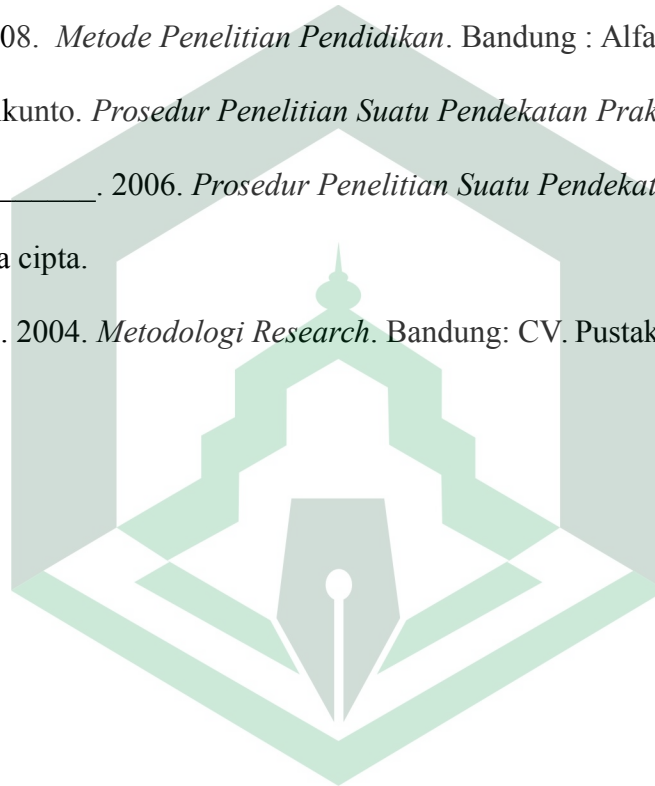 08. Metode Penelitian Pendidikan. Bandung : Alfa
kunto. Prosedur Penelitian Suatu Pendekatan Prak
. 2006. Prosedur Penelitian Suatu Pendekat
a cipta.
. 2004. Metodologi Research. Bandung: CV. Pustak